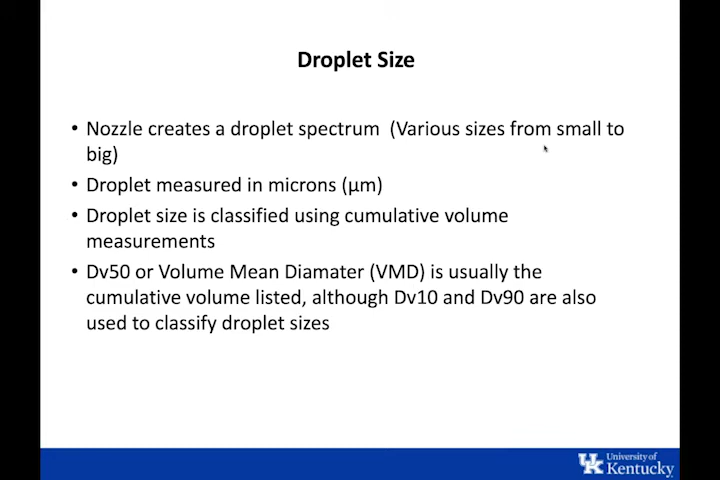 Droplet Size
• Nozzle creates a droplet spectrum (Various sizes from small to
big)
• Droplet measured in microns (µm)
• Droplet size is classified using cumulative volume
measurements
• Dv50 or Volume Mean Diamater (VMD) is usually the
cumulative volume listed, although Dv10 and Dv90 are also
used to classify droplet sizes
UK University of
Kentucky